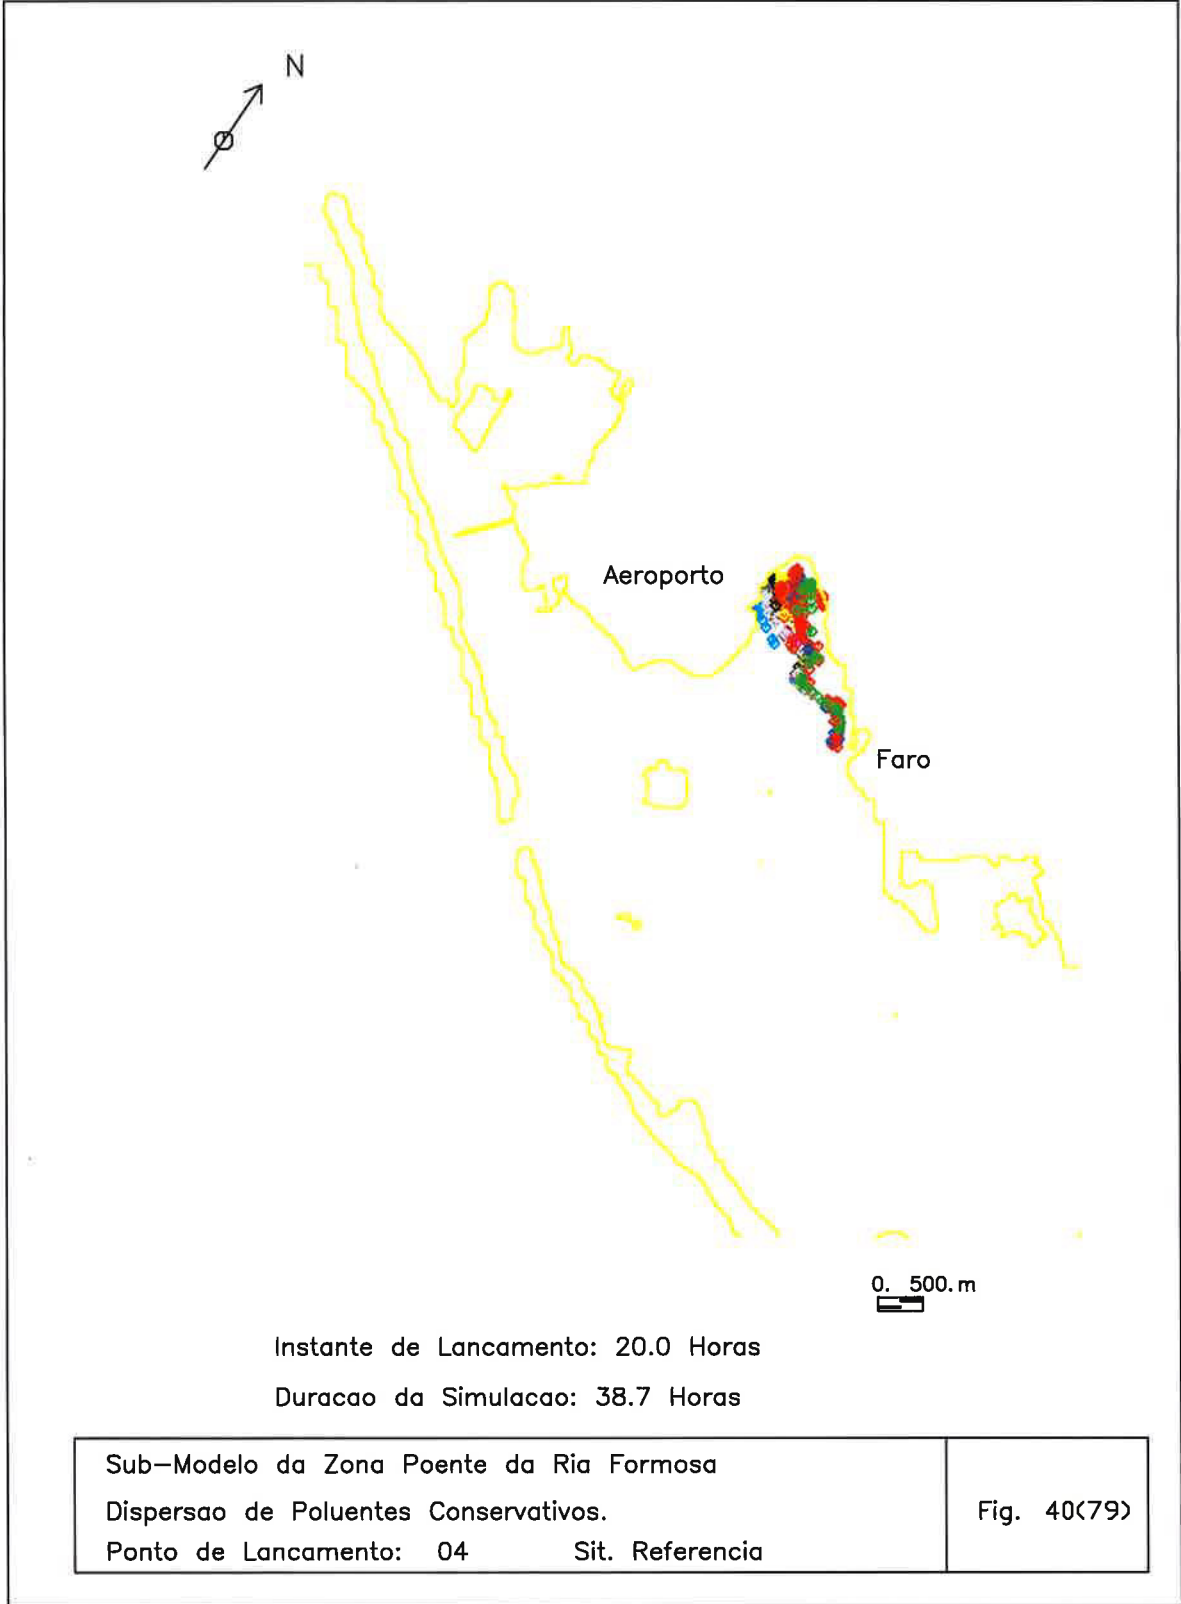 N
Aeroporto
Faro
0. 500.m
Instante de Lancamento: 20.0 Horas
Duracao da Simulacao: 38.7 Horas
Sub-Modelo da Zona Poente da Ria Formosa
Dispersao de Poluentes Conservativos.
Fig. 40(79)
Ponto de Lancamento: 04 Sit. Referencia